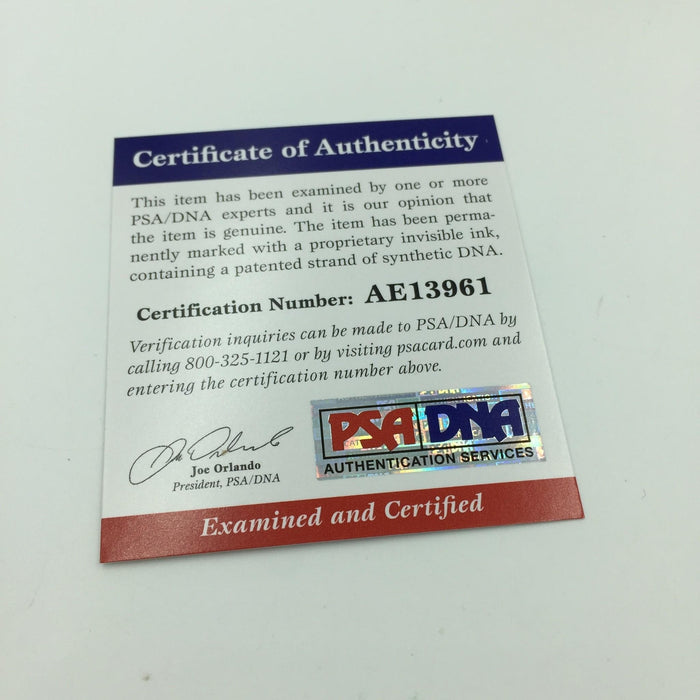 Certificate of Authenticity
This item has been examined by one or more
PSA/DNA experts and it is our opinion that
the item is genuine. The item has been perma-
nently marked with a proprietary invisible ink,
containing a patented strand of synthetic DNA.
Certification Number: AE13961
Verification inquiries can be made to PSA/DNA by
calling 800-325-1121 or by visiting psacard.com and
entering the certification number above.
Joe Orlando
President, PSA/DNA
PSA DNA
AUTHENTICATION SERVICES
Examined and Certified